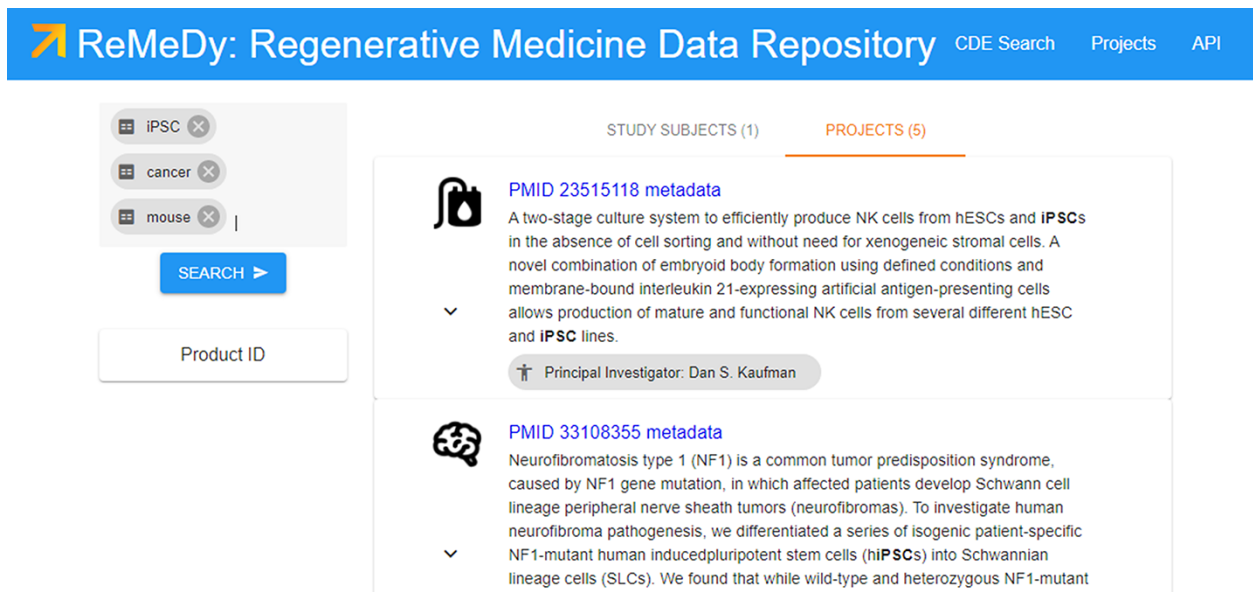 ReMeDy: Regenerative Medicine Data Repository CDE Search Projects API
iPSC
cancer
mouse
SEARCH
Product ID
STUDY SUBJECTS (1) PROJECTS (5)
PMID 23515118 metadata
A two-stage culture system to efficiently produce NK cells from hESCs and iPSCs
in the absence of cell sorting and without need for xenogeneic stromal cells. A
novel combination of embryoid body formation using defined conditions and
membrane-bound interleukin 21-expressing artificial antigen-presenting cells
allows production of mature and functional NK cells from several different hESC
and iPSC lines.
Principal Investigator: Dan S. Kaufman
PMID 33108355 metadata
Neurofibromatosis type 1 (NF1) is a common tumor predisposition syndrome,
caused by NF1 gene mutation, in which affected patients develop Schwann cell
lineage peripheral nerve sheath tumors (neurofibromas). To investigate human
neurofibroma pathogenesis, we differentiated a series of isogenic patient-specific
NF1-mutant human inducedpluripotent stem cells (hiPSCs) into Schwannian
lineage cells (SLCs). We found that while wild-type and heterozygous NF1-mutant